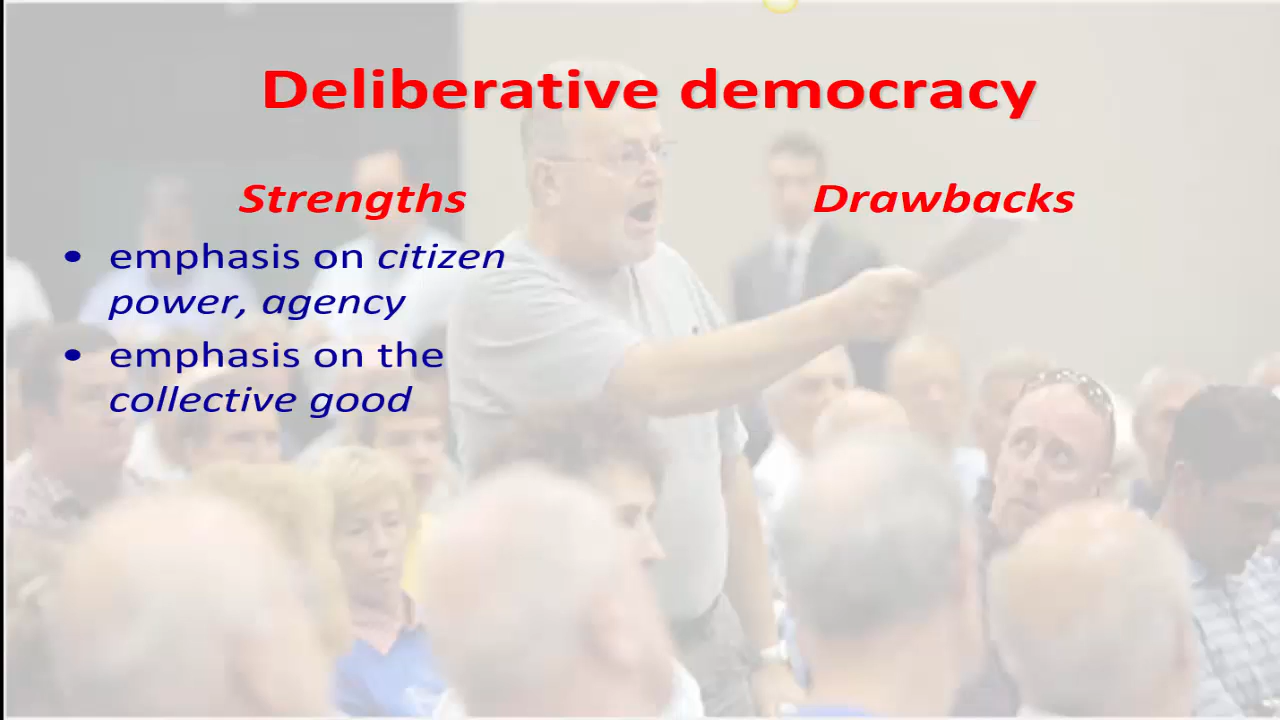 Deliberative democracy
Strengths
• emphasis on citizen
power, agency
• emphasis on the
collective good
Drawbacks